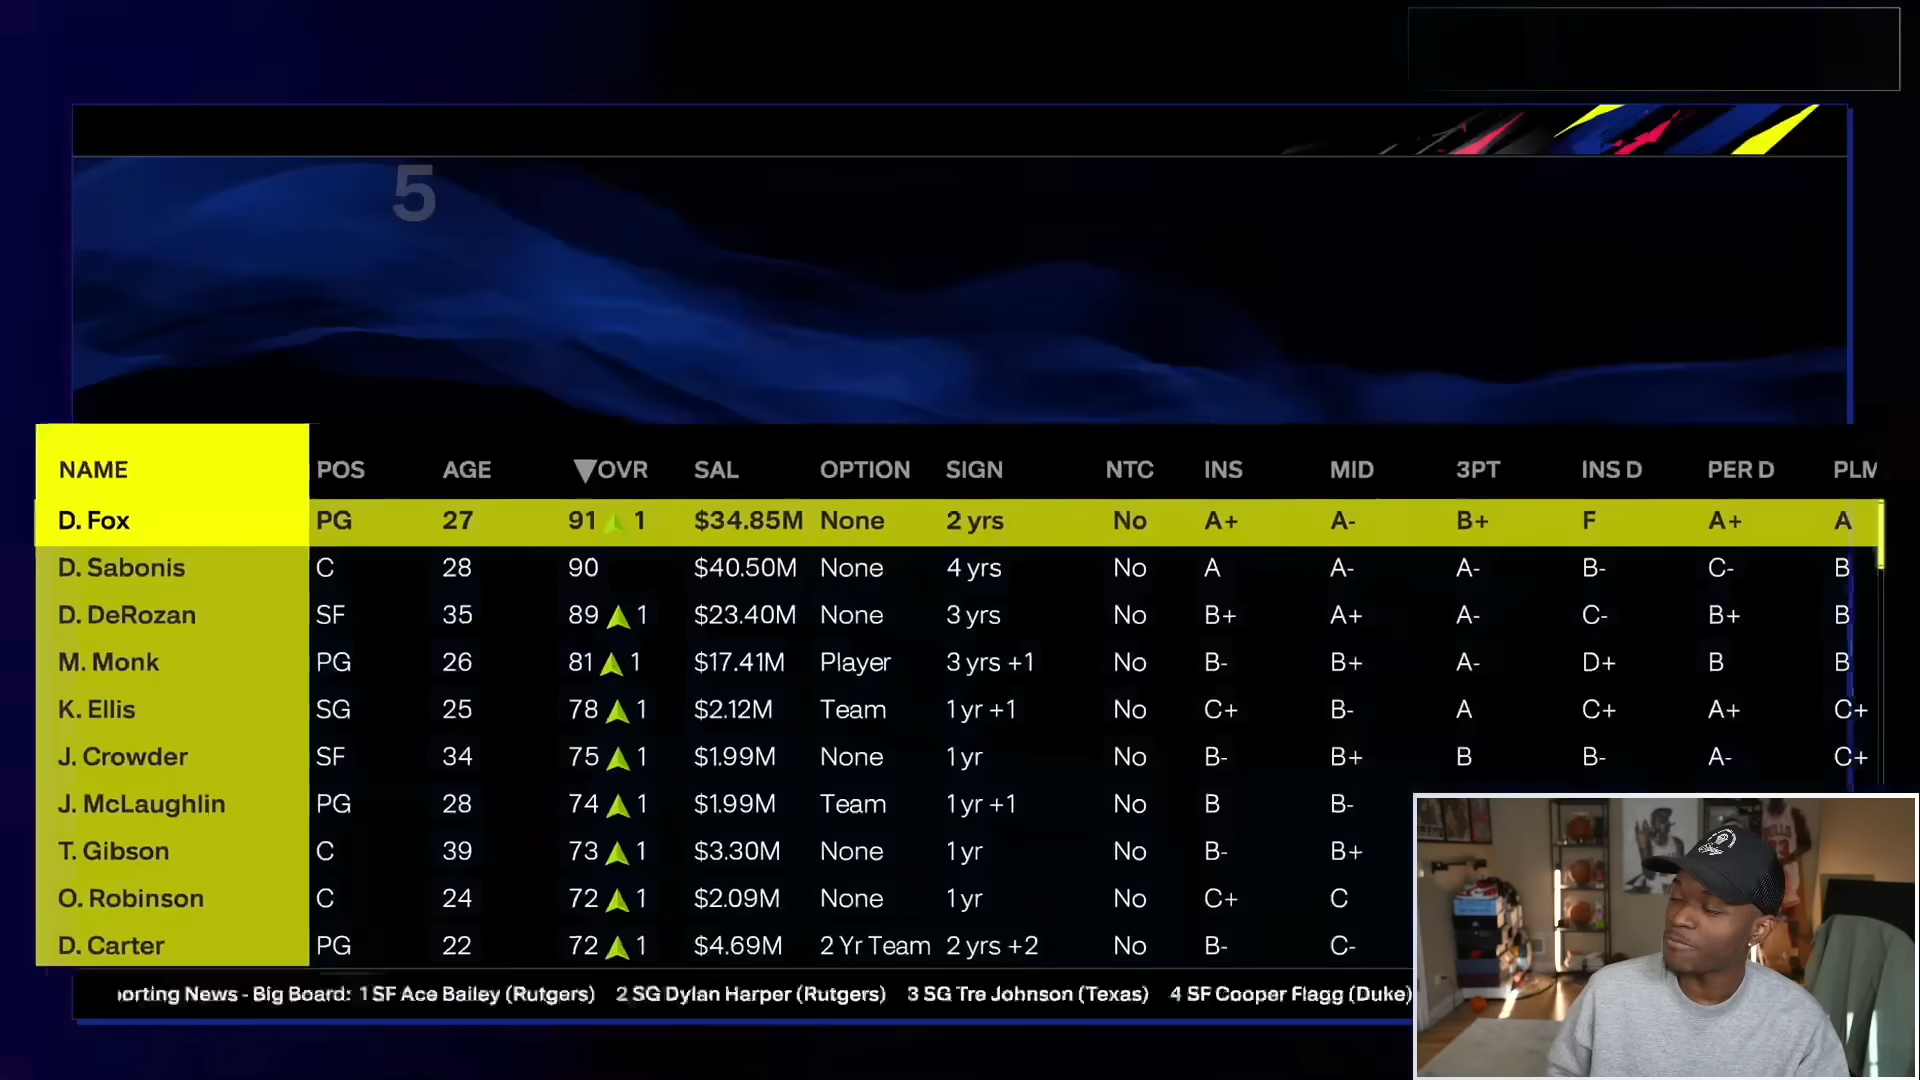 5
NAME POS AGE ▼OVR SAL OPTION SIGN NTC INS MID 3PT INS D PER D PLM
D. Fox PG 27 91 ▲ 1 $34.85M None 2 yrs No A+ A- B+ F A+ A
D. Sabonis C 28 90 $40.50M None 4 yrs No A A- A- B- C- B
D. DeRozan SF 35 89 ▲ 1 $23.40M None 3 yrs No B+ A+ A- C- B+ B
M. Monk PG 26 81 ▲ 1 $17.41M Player 3 yrs +1 No B- B+ A- D+ B B
K. Ellis SG 25 78 ▲ 1 $2.12M Team 1 yr +1 No C+ B- A C+ A+ C+
J. Crowder SF 34 75 ▲ 1 $1.99M None 1 yr No B- B+ B B- A- C+
J. McLaughlin PG 28 74 ▲ 1 $1.99M Team 1 yr +1 No B B-
T. Gibson C 39 73 ▲ 1 $3.30M None 1 yr No B- B+
O. Robinson C 24 72 ▲ 1 $2.09M None 1 yr No C+ C
D. Carter PG 22 72 ▲ 1 $4.69M 2 Yr Team 2 yrs +2 No B- C-
orting News - Big Board: 1 SF Ace Bailey (Rutgers) 2 SG Dylan Harper (Rutgers) 3 SG Tre Johnson (Texas) 4 SF Cooper Flagg (Duke)